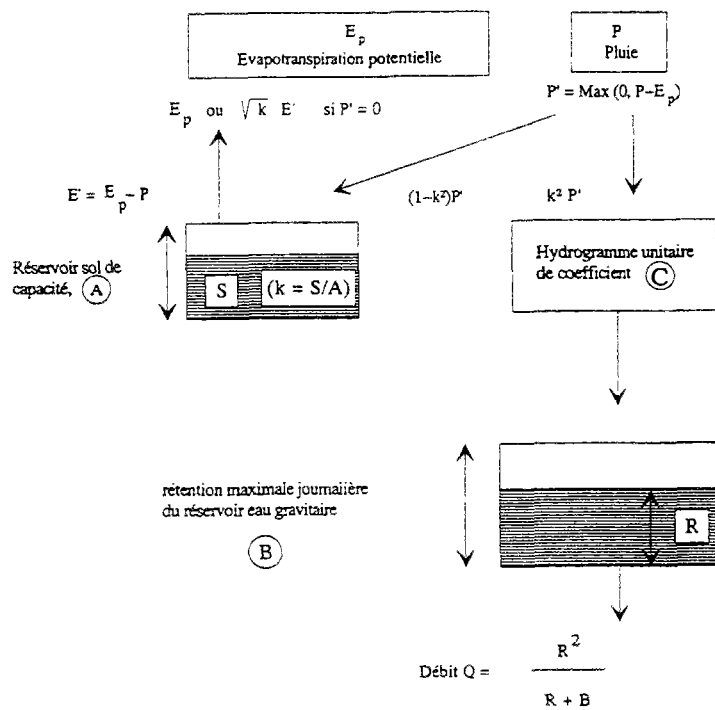 E_p
Evapotranspiration potentielle
P
Pluie
E_p ou √k E' si P' = 0
P' = Max (0, P-E_p)
E' = E_p - P
(1-k²)P'
k² P'
Réservoir sol de
capacité, A
S
(k = S/A)
Hydrogramme unitaire
de coefficient C
rétention maximale journalière
du réservoir eau gravitaire
B
R
Débit Q = R² / R + B